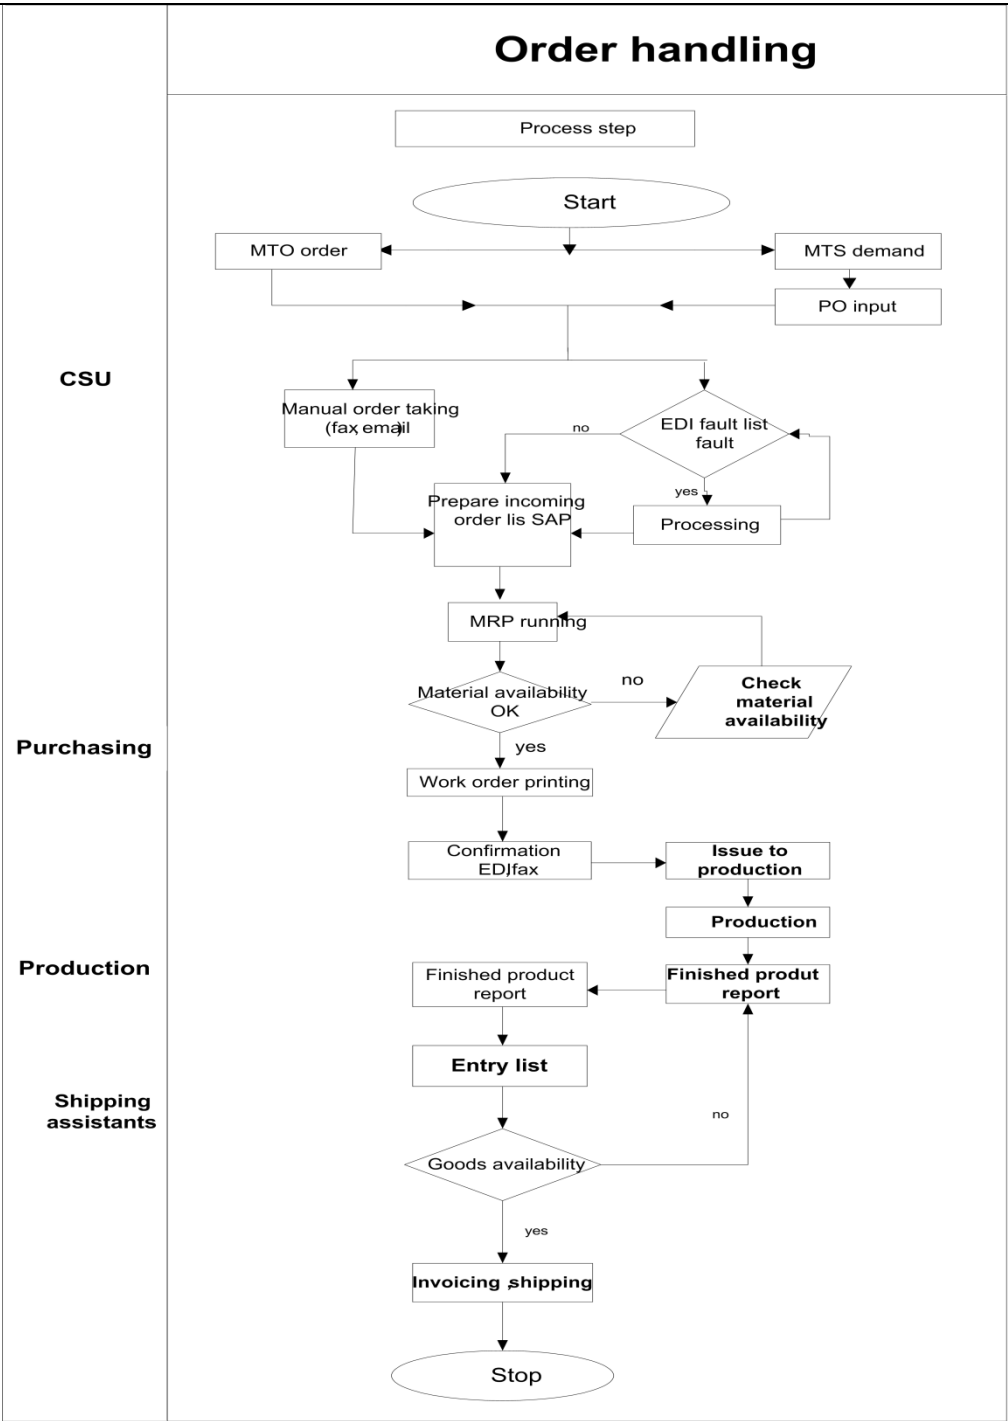 Order handling
Process step
Start
MTO order
MTS demand
PO input
CSU
Manual order taking
(fax, email)
EDI fault list
fault
no
yes
Prepare incoming
order lis SAP
Processing
MRP running
Material availability
OK
no
Check
material
availability
Purchasing
yes
Work order printing
Confirmation
EDI,fax
Issue to
production
Production
Production
Finished product
report
Finished produt
report
Entry list
Shipping
assistants
no
Goods availability
yes
Invoicing ,shipping
Stop